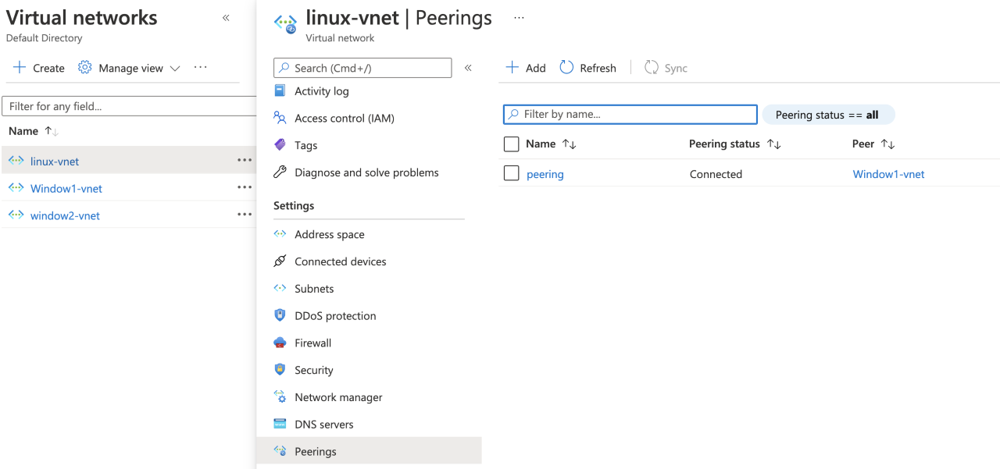 Virtual networks
«
Default Directory
Create
Manage view
...
Filter for any field...
Name ↑↓
linux-vnet
...
Window1-vnet
...
window2-vnet
...
linux-vnet | Peerings
...
Virtual network
Search (Cmd+/)
«
Activity log
Access control (IAM)
Tags
Diagnose and solve problems
Settings
Address space
Connected devices
Subnets
DDoS protection
Firewall
Security
Network manager
DNS servers
Peerings
Add
Refresh
Sync
Filter by name...
Peering status == all
Name ↑↓ Peering status ↑↓ Peer ↑↓
peering Connected Window1-vnet